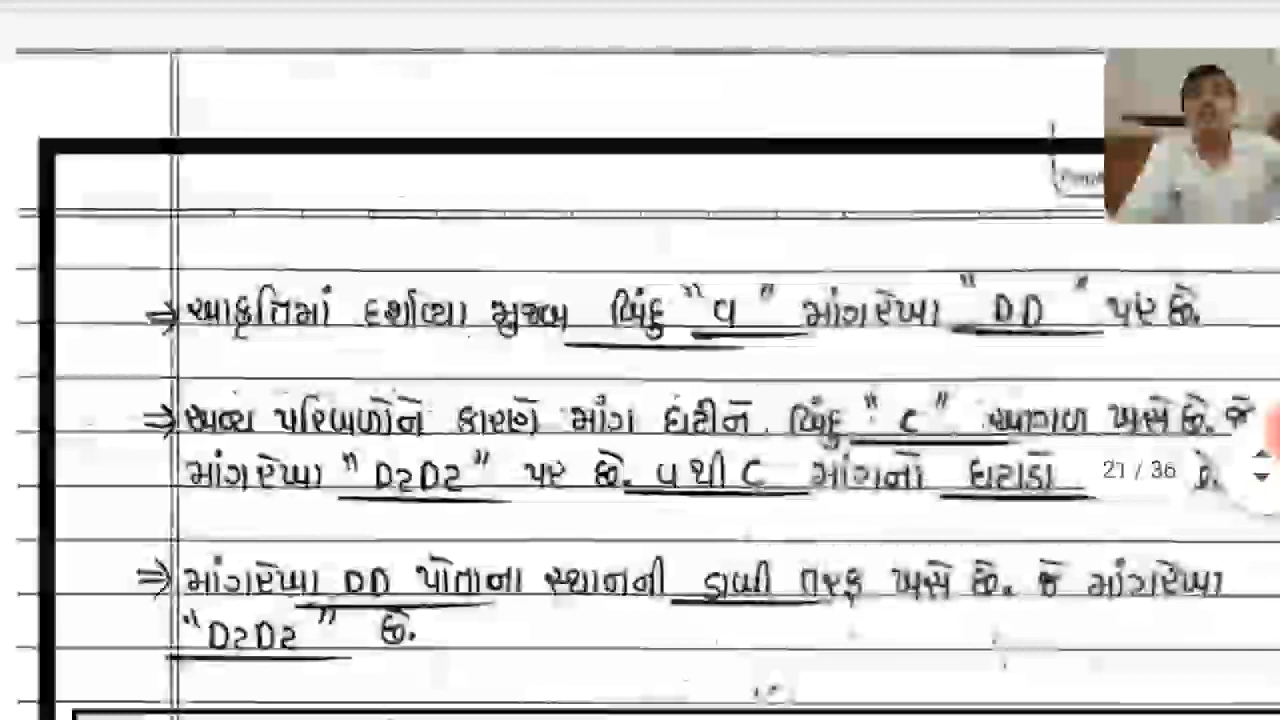 ⇒ આકૃતિમાં દર્શાવ્યા મુજબ બિંદુ "વ" માંગરેખા "DD" પર છે.
⇒ અન્ય પરિબળોને કારણે માંગ ઘટીને બિંદુ "C" આગળ ખસે છે. જે
માંગરેખા "D2D2" પર છે. વ થી C માંગનો ઘટાડો
21 / 36
⇒ માંગરેખા DD પોતાના સ્થાનની ડાબી તરફ ખસે છે. જે માંગરેખા
"D2D2" છે.